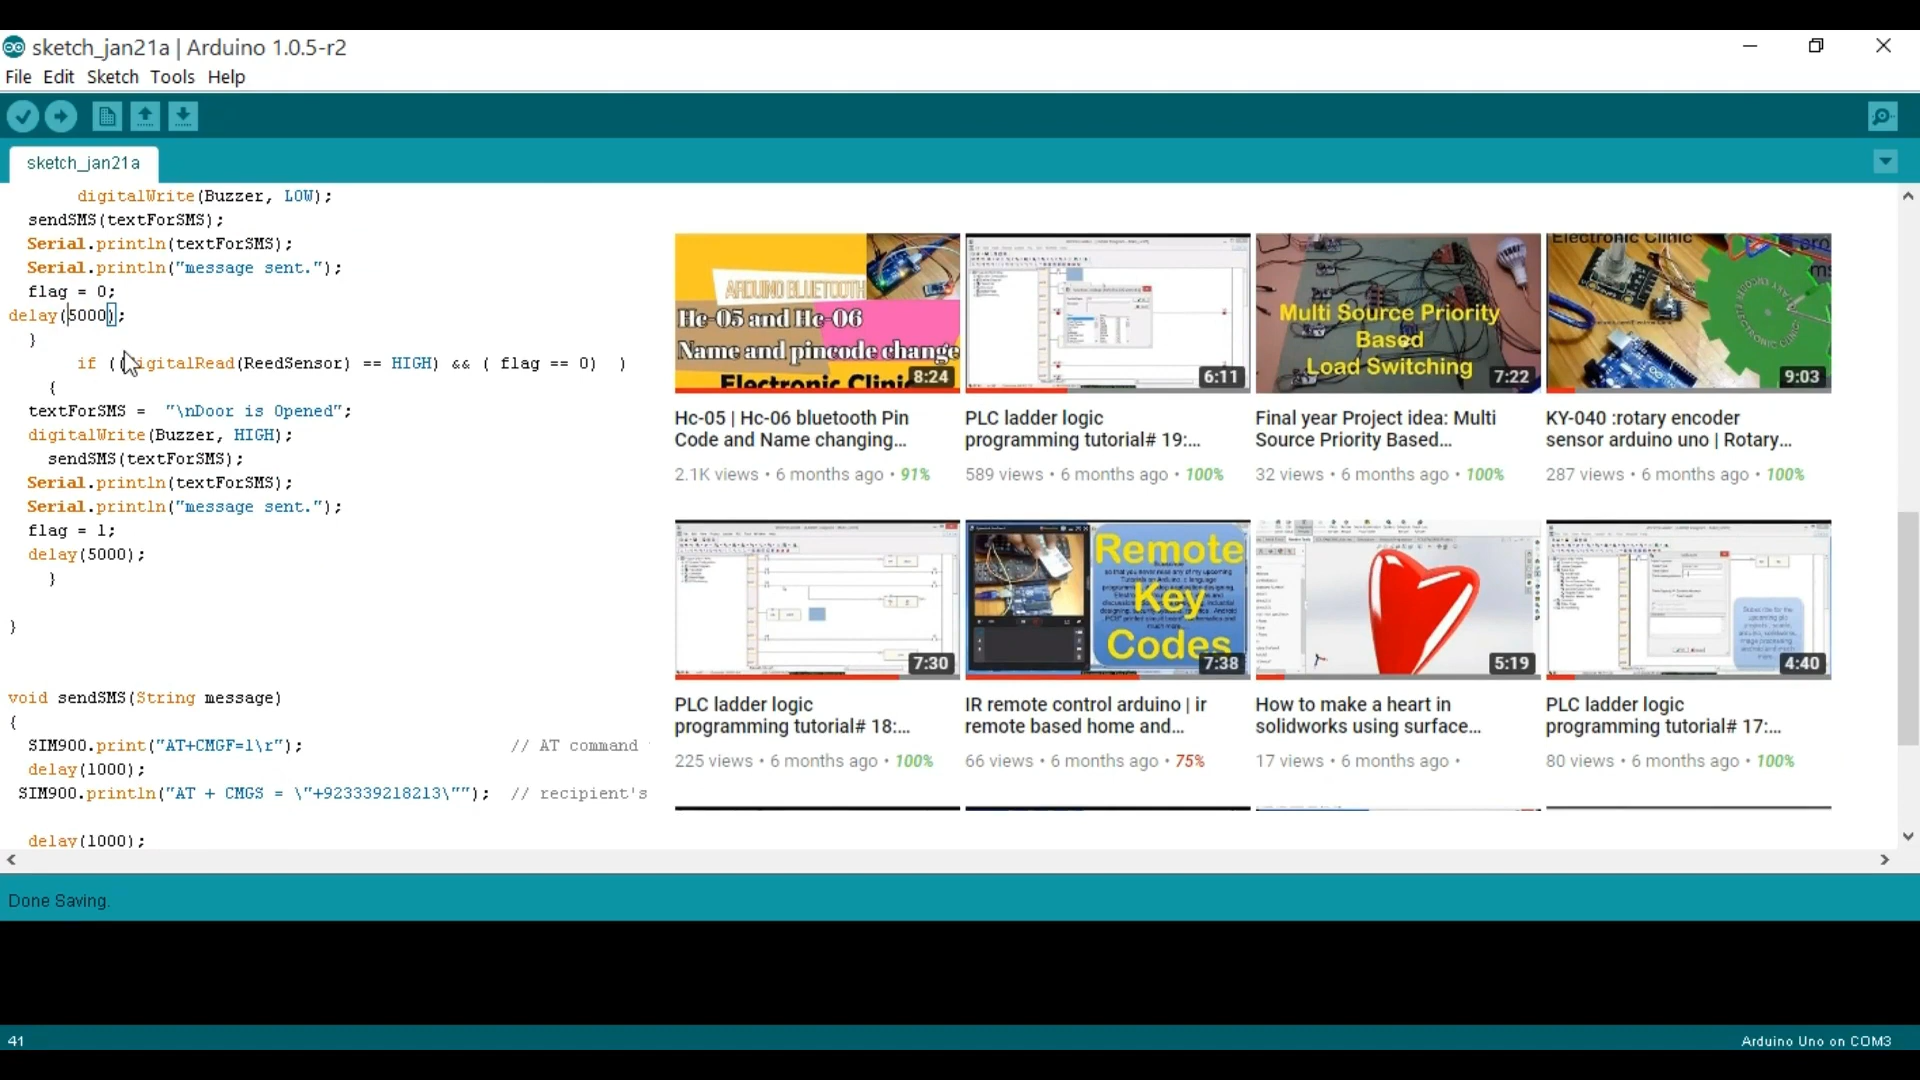 sketch_jan21a | Arduino 1.0.5-r2
File Edit Sketch Tools Help
sketch_jan21a
digitalWrite(Buzzer, LOW);
sendSMS(textForSMS);
Serial.println(textForSMS);
Serial.println("message sent.");
flag = 0;
delay(5000);
}
if ((digitalRead(ReedSensor) == HIGH) && ( flag == 0) )
{
textForSMS = "\nDoor is Opened";
digitalWrite(Buzzer, HIGH);
sendSMS(textForSMS);
Serial.println(textForSMS);
Serial.println("message sent.");
flag = 1;
delay(5000);
}
}
void sendSMS(String message)
{
SIM900.print("AT+CMGF=1\r"); // AT command
delay(1000);
SIM900.println("AT + CMGS = \"+923339218213\""); // recipient's
delay(1000);
ARDUINO BLUETOOTH
Hc-05 and Hc-06
Name and pincode change
Electronic Clinic
8:24
6:11
Multi Source Priority
Based
Load Switching
7:22
Electronic Clinic
9:03
Hc-05 | Hc-06 bluetooth Pin
Code and Name changing...
2.1K views • 6 months ago • 91%
PLC ladder logic
programming tutorial# 19:...
589 views • 6 months ago • 100%
Final year Project idea: Multi
Source Priority Based...
32 views • 6 months ago • 100%
KY-040 :rotary encoder
sensor arduino uno | Rotary...
287 views • 6 months ago • 100%
7:30
Remote
Key
Codes
7:38
5:19
4:40
PLC ladder logic
programming tutorial# 18:...
225 views • 6 months ago • 100%
IR remote control arduino | ir
remote based home and...
66 views • 6 months ago • 75%
How to make a heart in
solidworks using surface...
17 views • 6 months ago •
PLC ladder logic
programming tutorial# 17:...
80 views • 6 months ago • 100%
Done Saving.
41
Arduino Uno on COM3